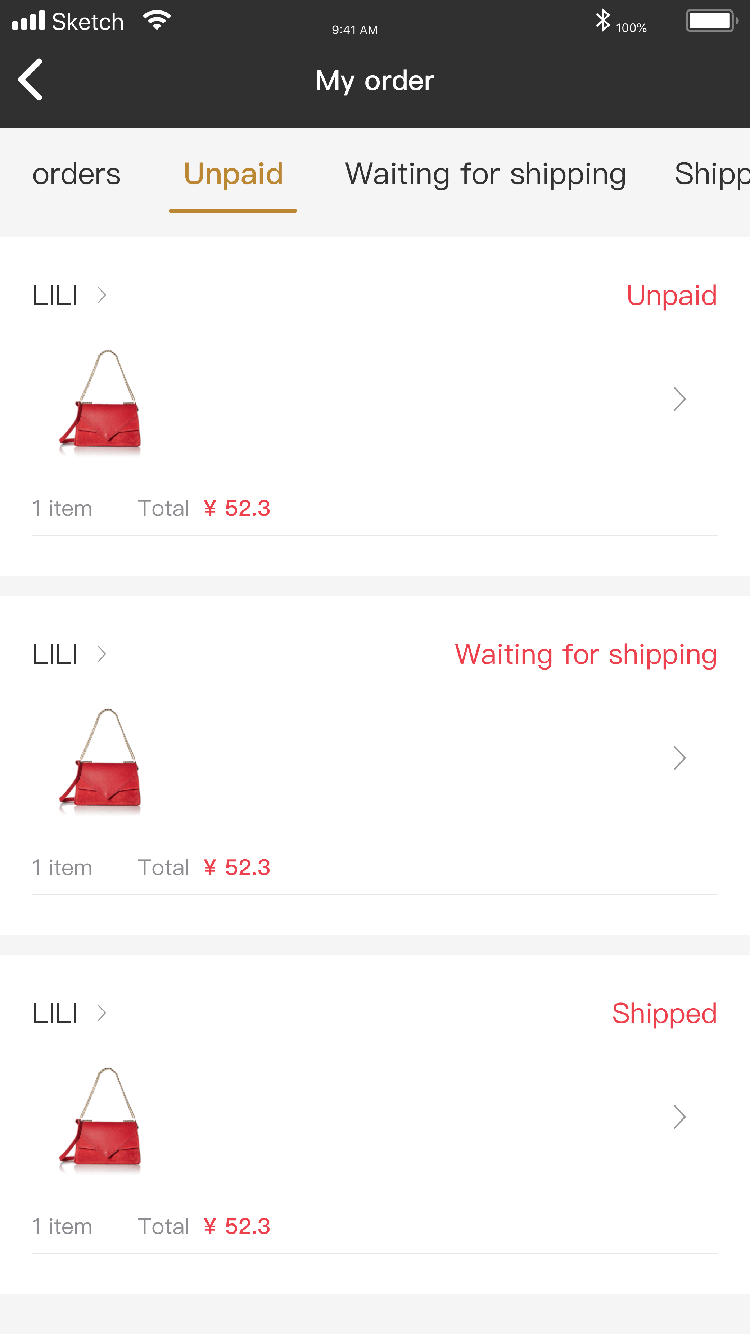 Sketch 9:41 AM 100%
My order
orders Unpaid Waiting for shipping Shipp
LILI Unpaid
1 item Total ¥ 52.3
LILI Waiting for shipping
1 item Total ¥ 52.3
LILI Shipped
1 item Total ¥ 52.3